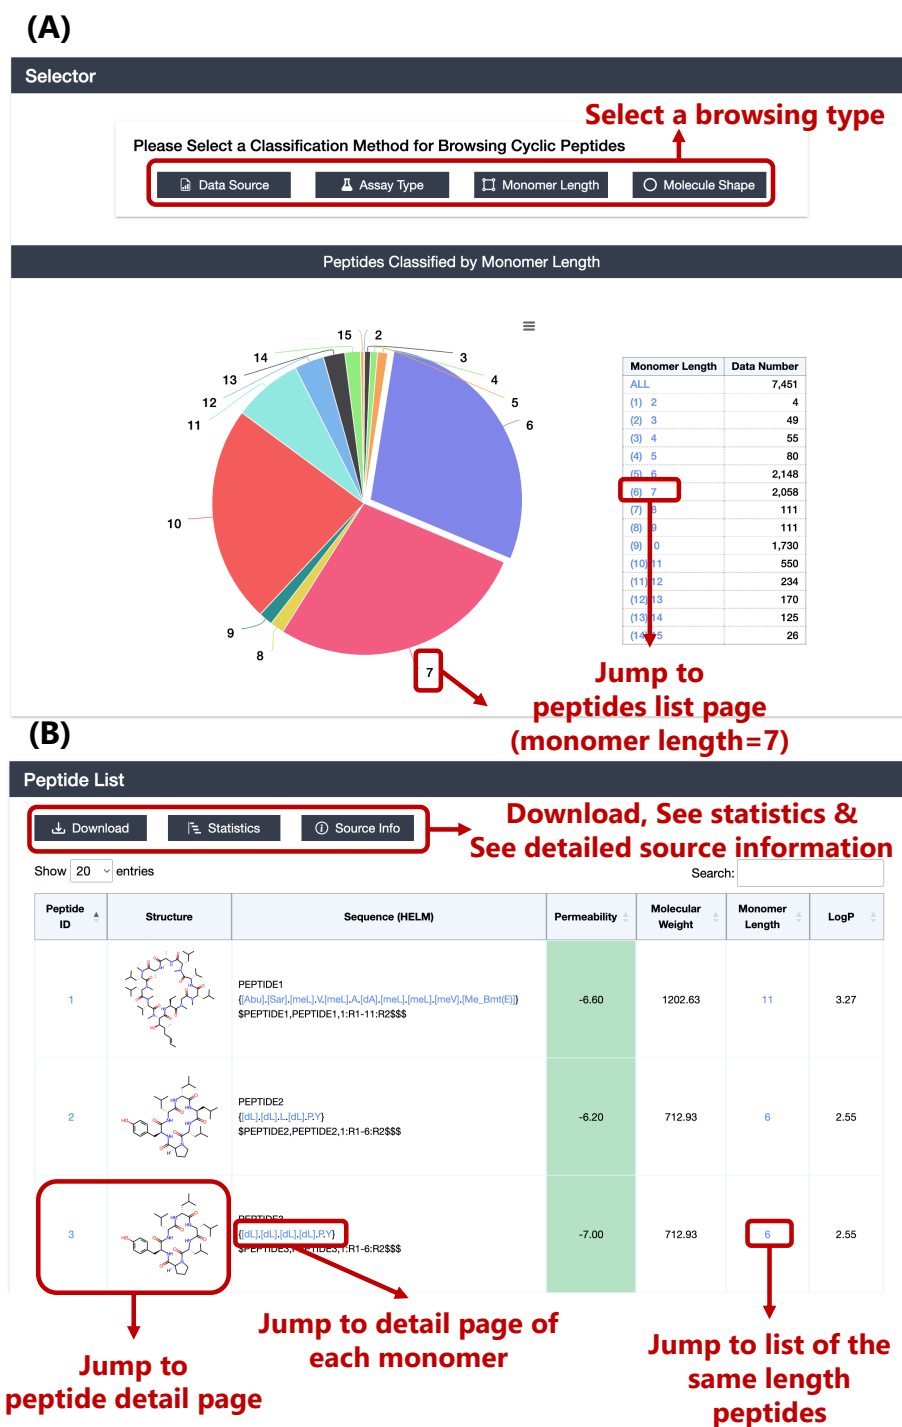 (A)
Selector
Select a browsing type
Please Select a Classification Method for Browsing Cyclic Peptides
Data Source
Assay Type
Monomer Length
Molecule Shape
Peptides Classified by Monomer Length
15
2
3
14
4
13
5
12
6
11
10
9
8
7
Monomer Length Data Number
ALL 7,451
(1) 2 4
(2) 3 49
(3) 4 55
(4) 5 80
(5) 6 2,148
(6) 7 2,058
(7) 8 111
(8) 9 111
(9) 10 1,730
(10) 11 550
(11) 12 234
(12) 13 170
(13) 14 125
(14) 15 26
Jump to
peptides list page
(monomer length=7)
(B)
Peptide List
Download
Statistics
Source Info
Download, See statistics &
See detailed source information
Show 20 entries
Search:
Peptide ID Structure Sequence (HELM) Permeability Molecular Weight Monomer Length LogP
PEPTIDE1
1 {[Abu].[Sar].[meL].V.[meL].A.[dA].[meL].[meL].[meV].[Me_Bmt(E)]} -6.60 1202.63 11 3.27
$PEPTIDE1,PEPTIDE1,1:R1-11:R2$$$
PEPTIDE2
2 {[dL].[dL].L.[dL].P.Y} -6.20 712.93 6 2.55
$PEPTIDE2,PEPTIDE2,1:R1-6:R2$$$
PEPTIDE3
3 {[dL].[dL].[dL].[dL].P.Y} -7.00 712.93 6 2.55
$PEPTIDE3,PEPTIDE3,1:R1-6:R2$$$
Jump to detail page of
each monomer
Jump to
peptide detail page
Jump to list of the
same length
peptides